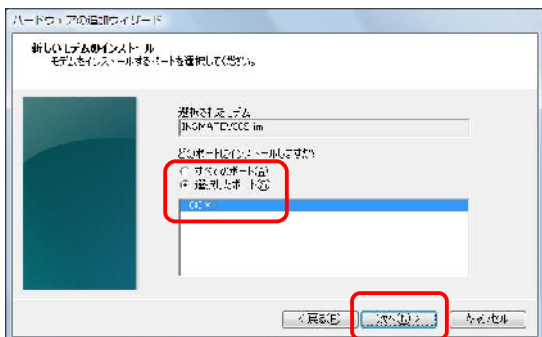 ハードウェアの追加ウィザード
新しいモデムのインストール
モデムをインストールするポートを選択してください。
選択されたモデム
どのポートにインストールしますか?
すべてのポート(A)
選択したポート(S)
< 戻る(B)
次へ(N) >
キャンセル